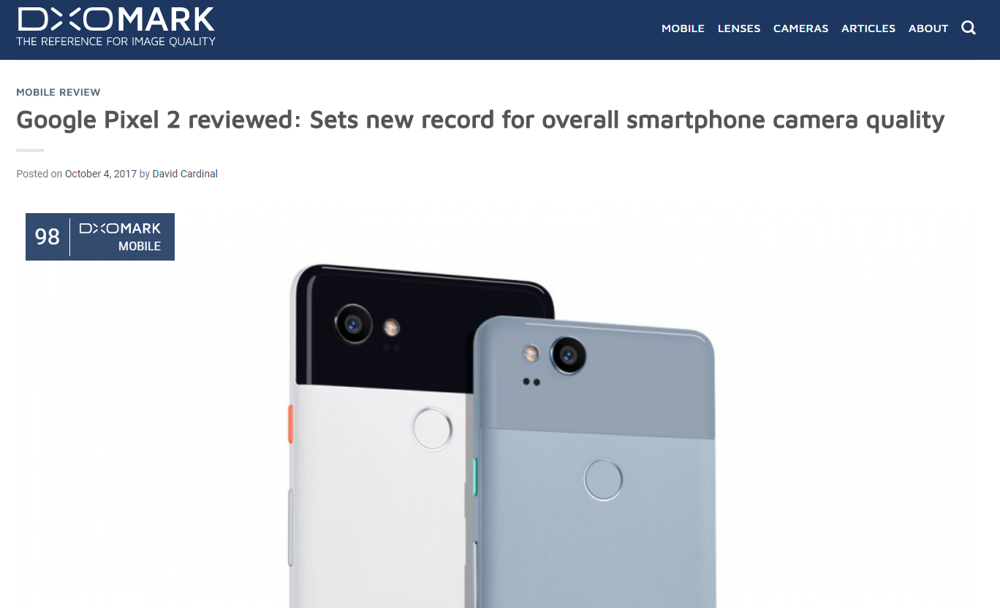 DXOMARK
THE REFERENCE FOR IMAGE QUALITY
MOBILE LENSES CAMERAS ARTICLES ABOUT
MOBILE REVIEW
Google Pixel 2 reviewed: Sets new record for overall smartphone camera quality
Posted on October 4, 2017 by David Cardinal
98 DXOMARK
MOBILE